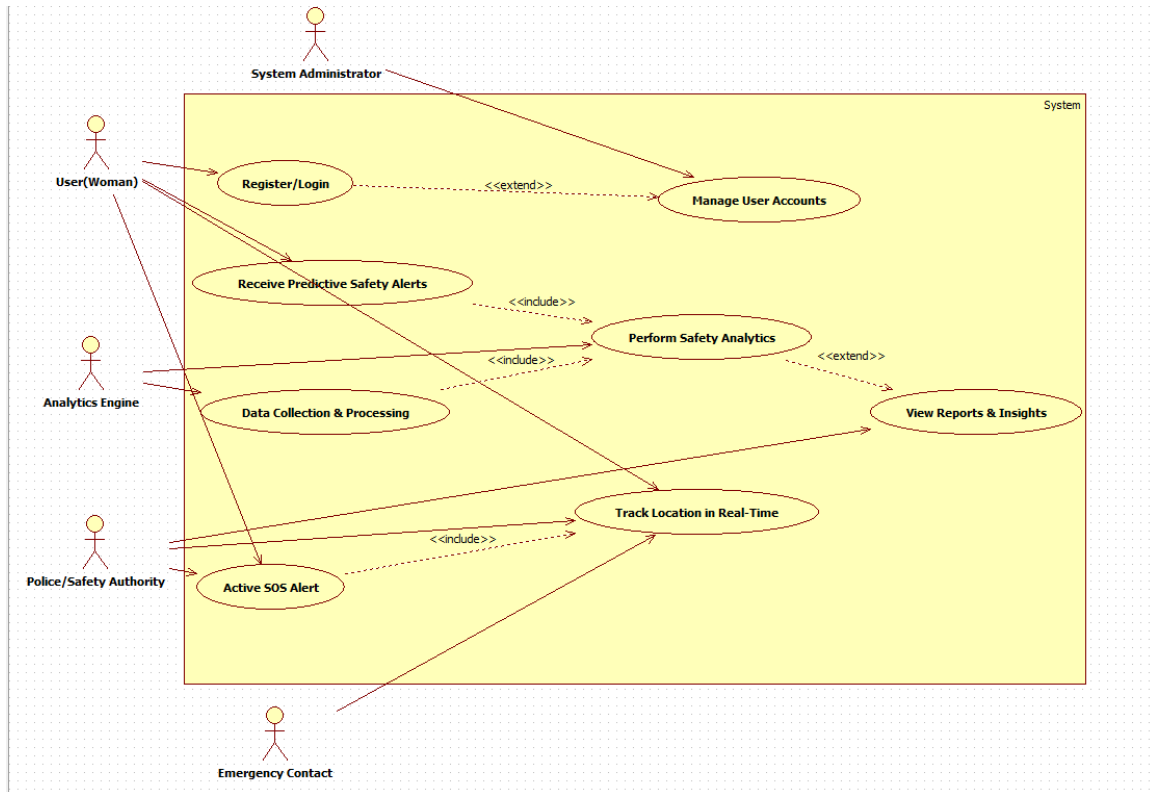 System Administrator
System
User(Woman)
Register/Login
<<extend>>
Manage User Accounts
Receive Predictive Safety Alerts
<<include>>
Perform Safety Analytics
<<include>>
<<extend>>
Analytics Engine
Data Collection & Processing
View Reports & Insights
Track Location in Real-Time
<<include>>
Police/Safety Authority
Active SOS Alert
Emergency Contact